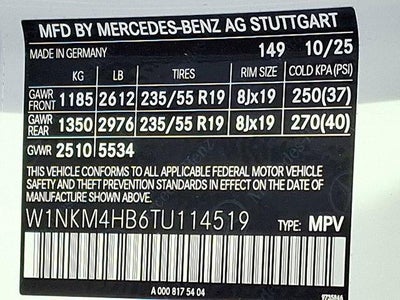 MFD BY MERCEDES-BENZ AG STUTTGART
MADE IN GERMANY 149 10/25
KG LB TIRES RIM SIZE COLD KPA(PSI)
GAWR FRONT 1185 2612 235/55 R19 8Jx19 250(37)
GAWR REAR 1350 2976 235/55 R19 8Jx19 270(40)
GVWR 2510 5534
THIS VEHICLE CONFORMS TO ALL APPLICABLE FEDERAL MOTOR VEHICLE
SAFETY AND THEFT PREVENTION STANDARDS IN EFFECT ON THE DATE OF
MANUFACTURE SHOWN ABOVE.
W1NKM4HB6TU114519 TYPE: MPV
A 000 817 54 04